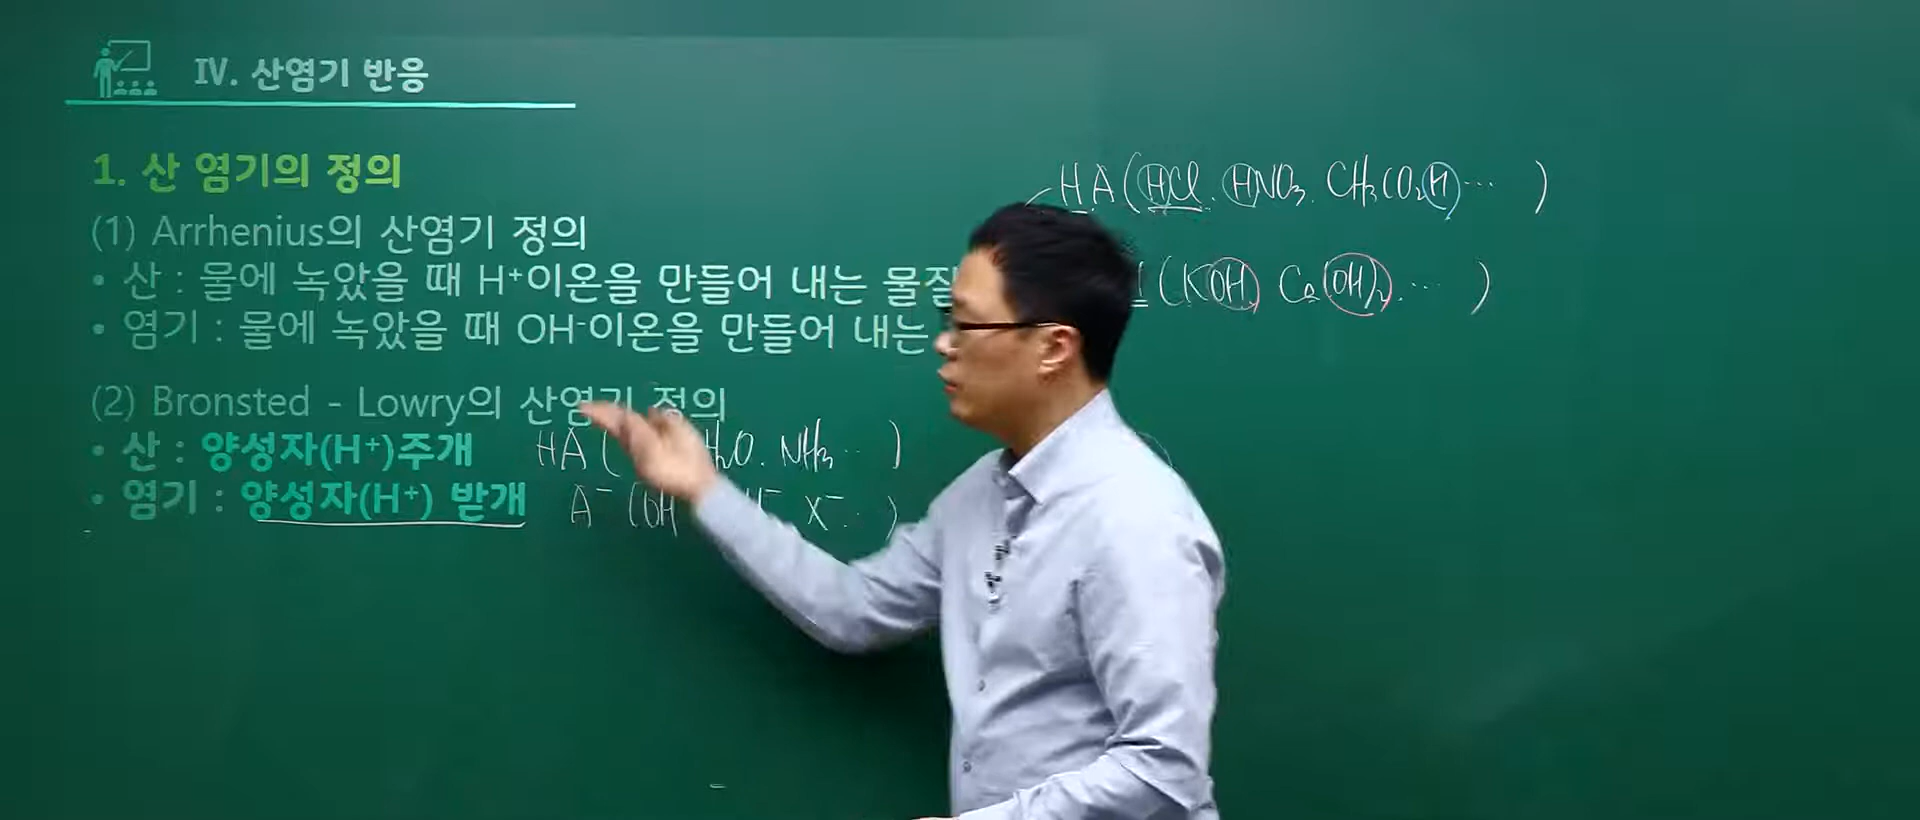 IV. 산염기 반응
1. 산 염기의 정의
(1) Arrhenius의 산염기 정의
• 산 : 물에 녹았을 때 H⁺이온을 만들어 내는 물질
HA (HCl. HNO₃. CH₃CO₂H ... )
• 염기 : 물에 녹았을 때 OH⁻이온을 만들어 내는
(KOH, Ca(OH)₂. ... )
(2) Bronsted - Lowry의 산염기 정의
• 산 : 양성자(H⁺)주개 HA ( H₂O. NH₃ ... )
• 염기 : 양성자(H⁺) 받개 A⁻ (OH X⁻ ... )